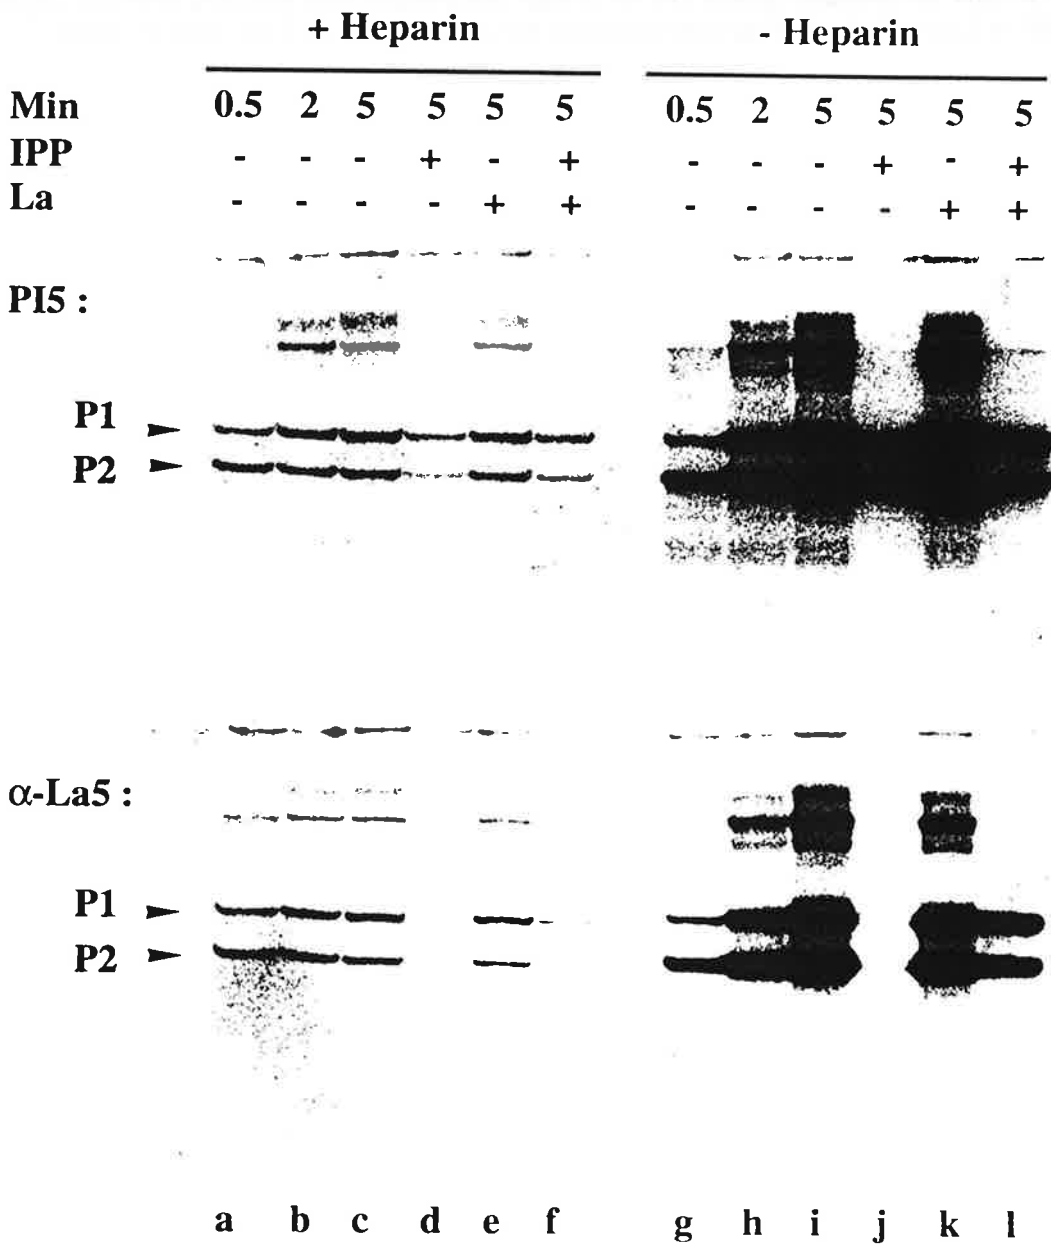 + Heparin - Heparin
Min 0.5 2 5 5 5 5 0.5 2 5 5 5 5
IPP - - - + - + - - - + - +
La - - - - + + - - - - + +
PI5 :
P1
P2
α-La5 :
P1
P2
a b c d e f g h i j k l